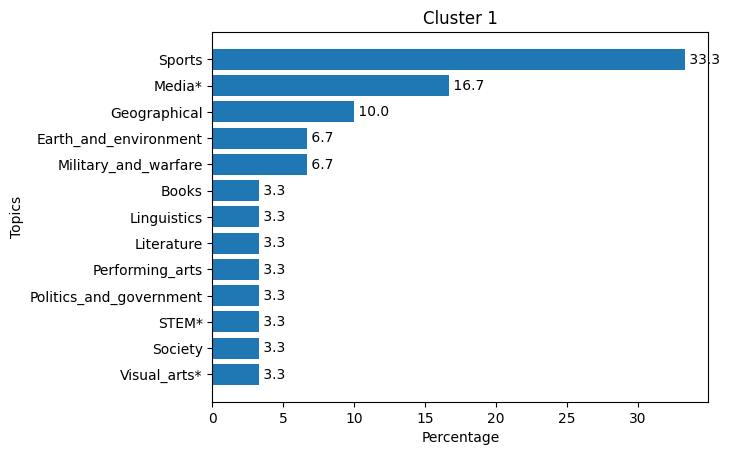 Cluster 1
Topics
Sports 33.3
Media* 16.7
Geographical 10.0
Earth_and_environment 6.7
Military_and_warfare 6.7
Books 3.3
Linguistics 3.3
Literature 3.3
Performing_arts 3.3
Politics_and_government 3.3
STEM* 3.3
Society 3.3
Visual_arts* 3.3
0 5 10 15 20 25 30
Percentage